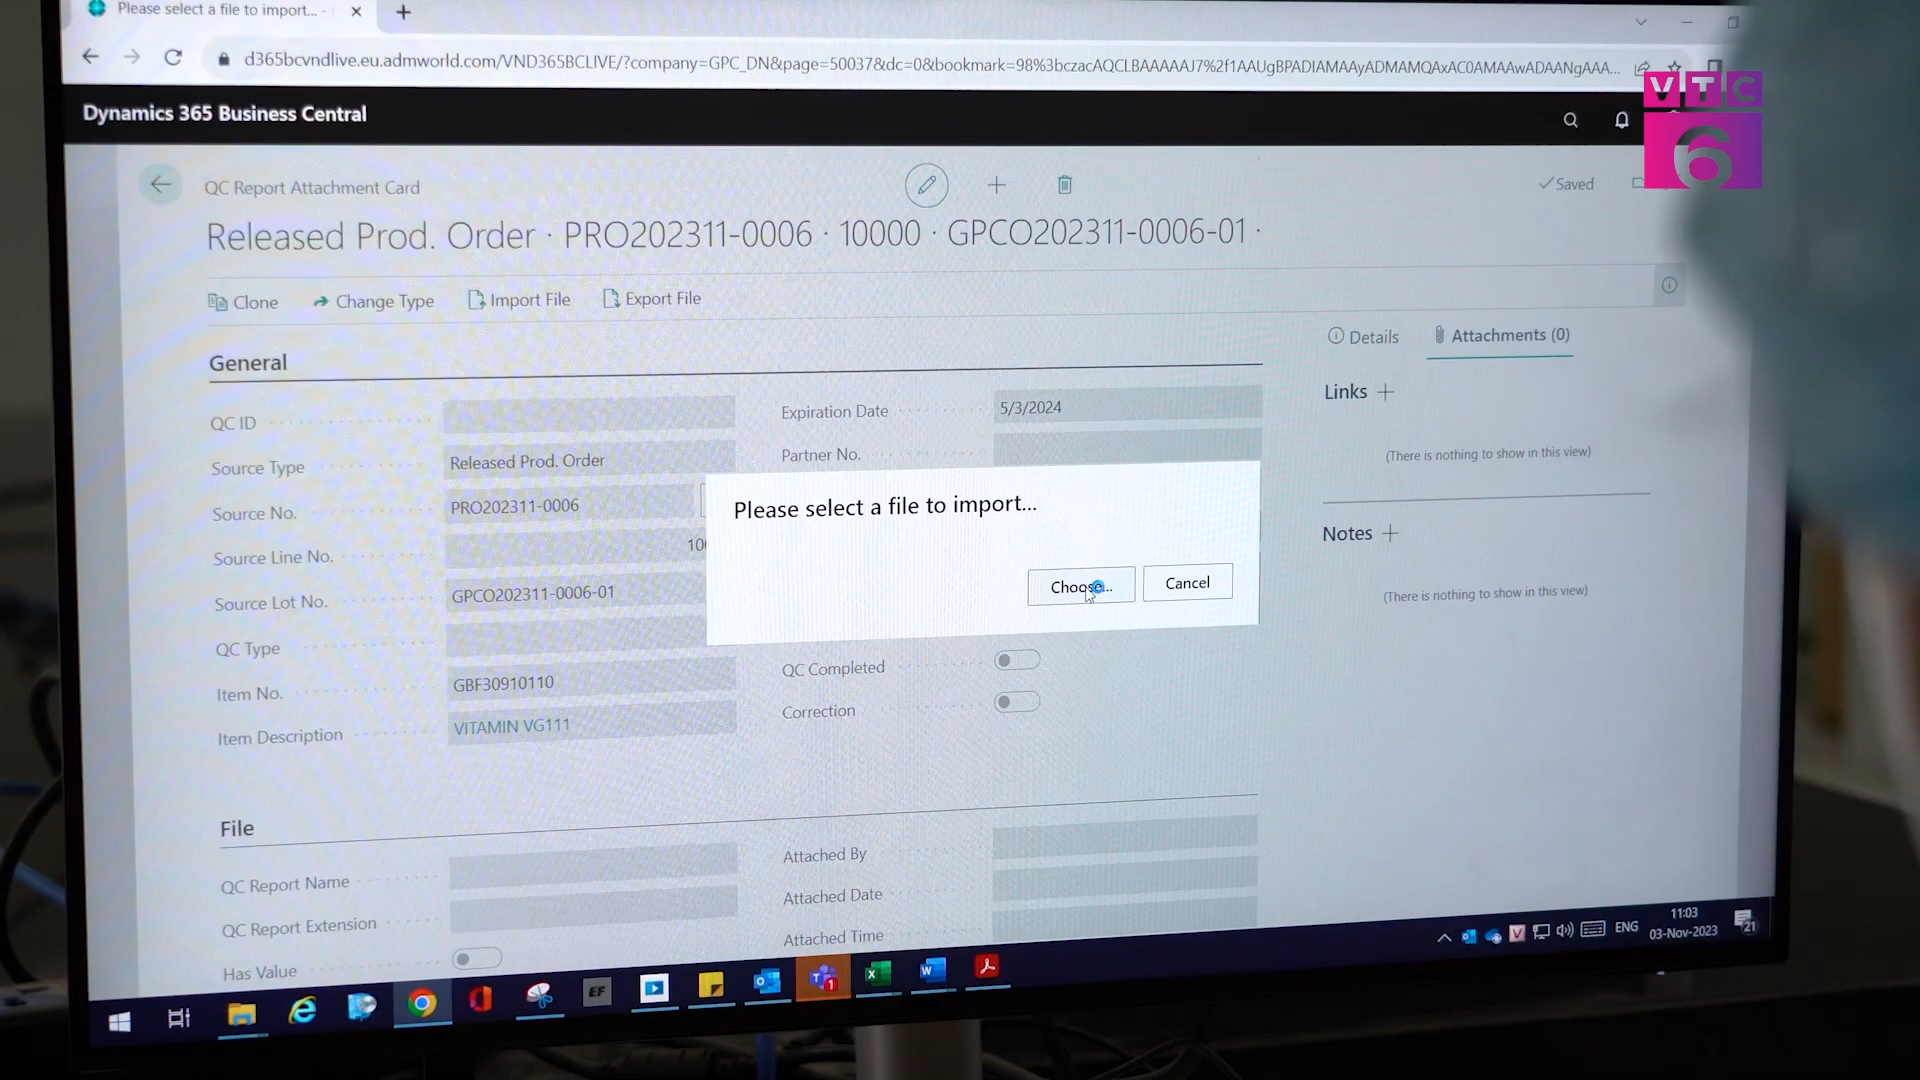 Please select a file to import... -
d365bcvndlive.eu.admworld.com/VND365BCLIVE/?company=GPC_DN&page=50037&dc=0&bookmark=98%3bczacAQCLBAAAAAJ7%2f1AAUgBPADIAMAAyADMAMQAxAC0AMAAwADAANgAAA...
VTC
6
Dynamics 365 Business Central
QC Report Attachment Card
Saved
Released Prod. Order · PRO202311-0006 · 10000 · GPCO202311-0006-01 ·
Clone
Change Type
Import File
Export File
Details
Attachments (0)
General
Links
QC ID
Expiration Date
5/3/2024
Source Type
Released Prod. Order
Partner No.
(There is nothing to show in this view)
Source No.
PRO202311-0006
Please select a file to import...
Notes
Source Line No.
Choose...
Cancel
Source Lot No.
GPCO202311-0006-01
(There is nothing to show in this view)
QC Type
QC Completed
Item No.
GBF30910110
Correction
Item Description
VITAMIN VG111
File
Attached By
QC Report Name
Attached Date
QC Report Extension
Attached Time
Has Value
ENG
11:03
03-Nov-2023
21
EF